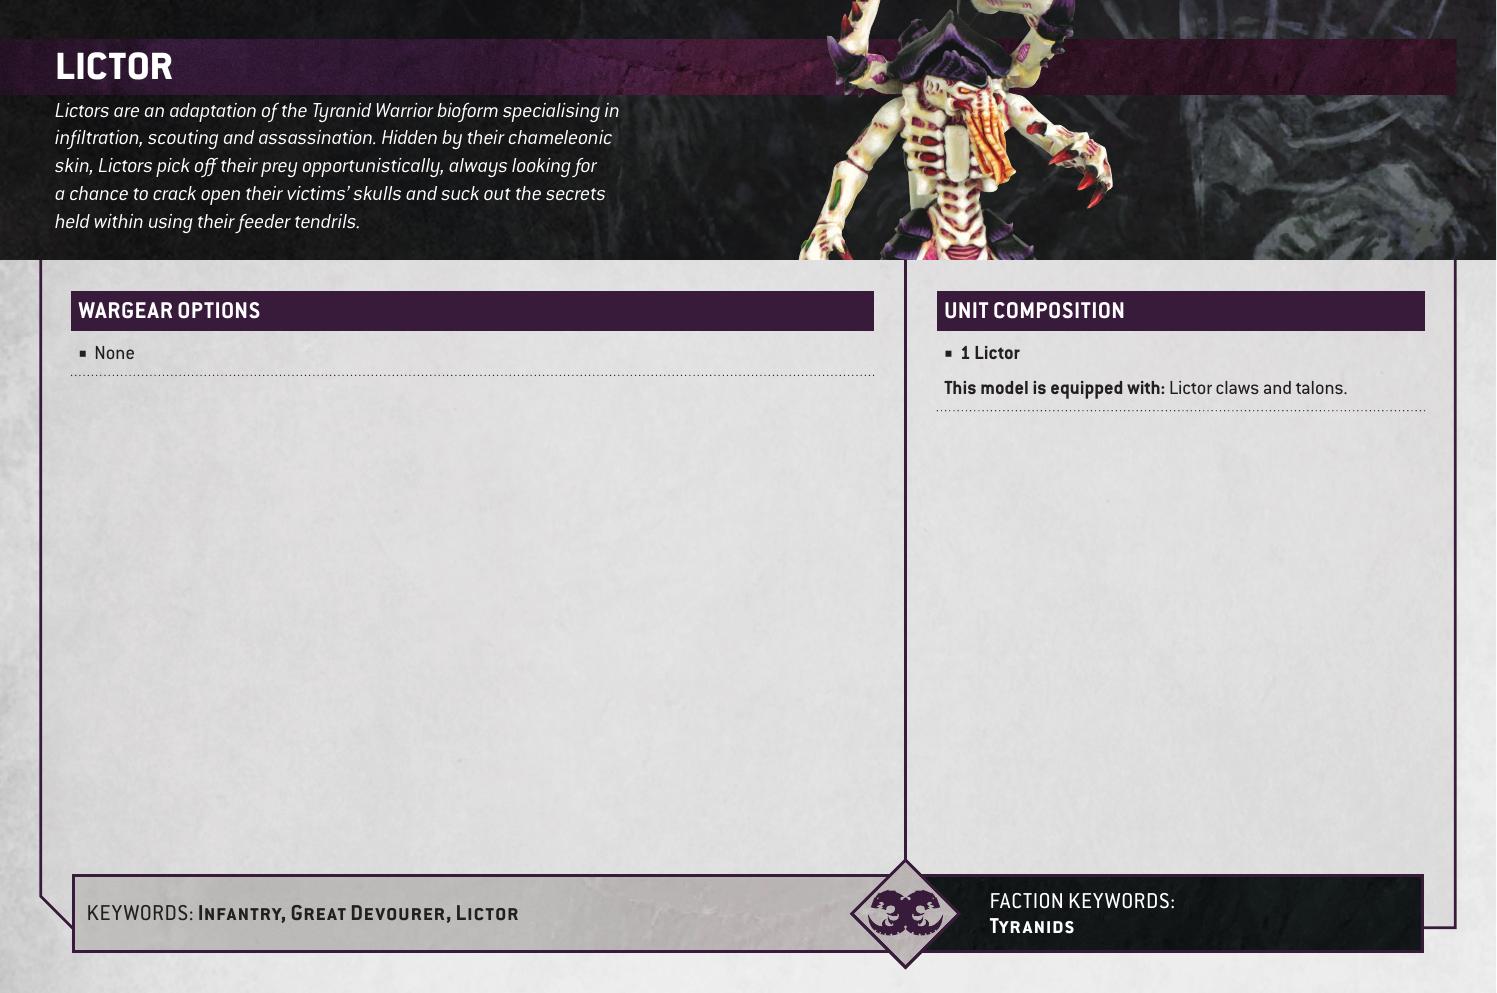 LICTOR
Lictors are an adaptation of the Tyranid Warrior bioform specialising in
infiltration, scouting and assassination. Hidden by their chameleonic
skin, Lictors pick off their prey opportunistically, always looking for
a chance to crack open their victims’ skulls and suck out the secrets
held within using their feeder tendrils.
WARGEAR OPTIONS
▪ None
UNIT COMPOSITION
▪ 1 Lictor
This model is equipped with: Lictor claws and talons.
KEYWORDS: Infantry, Great Devourer, Lictor
FACTION KEYWORDS:
Tyranids